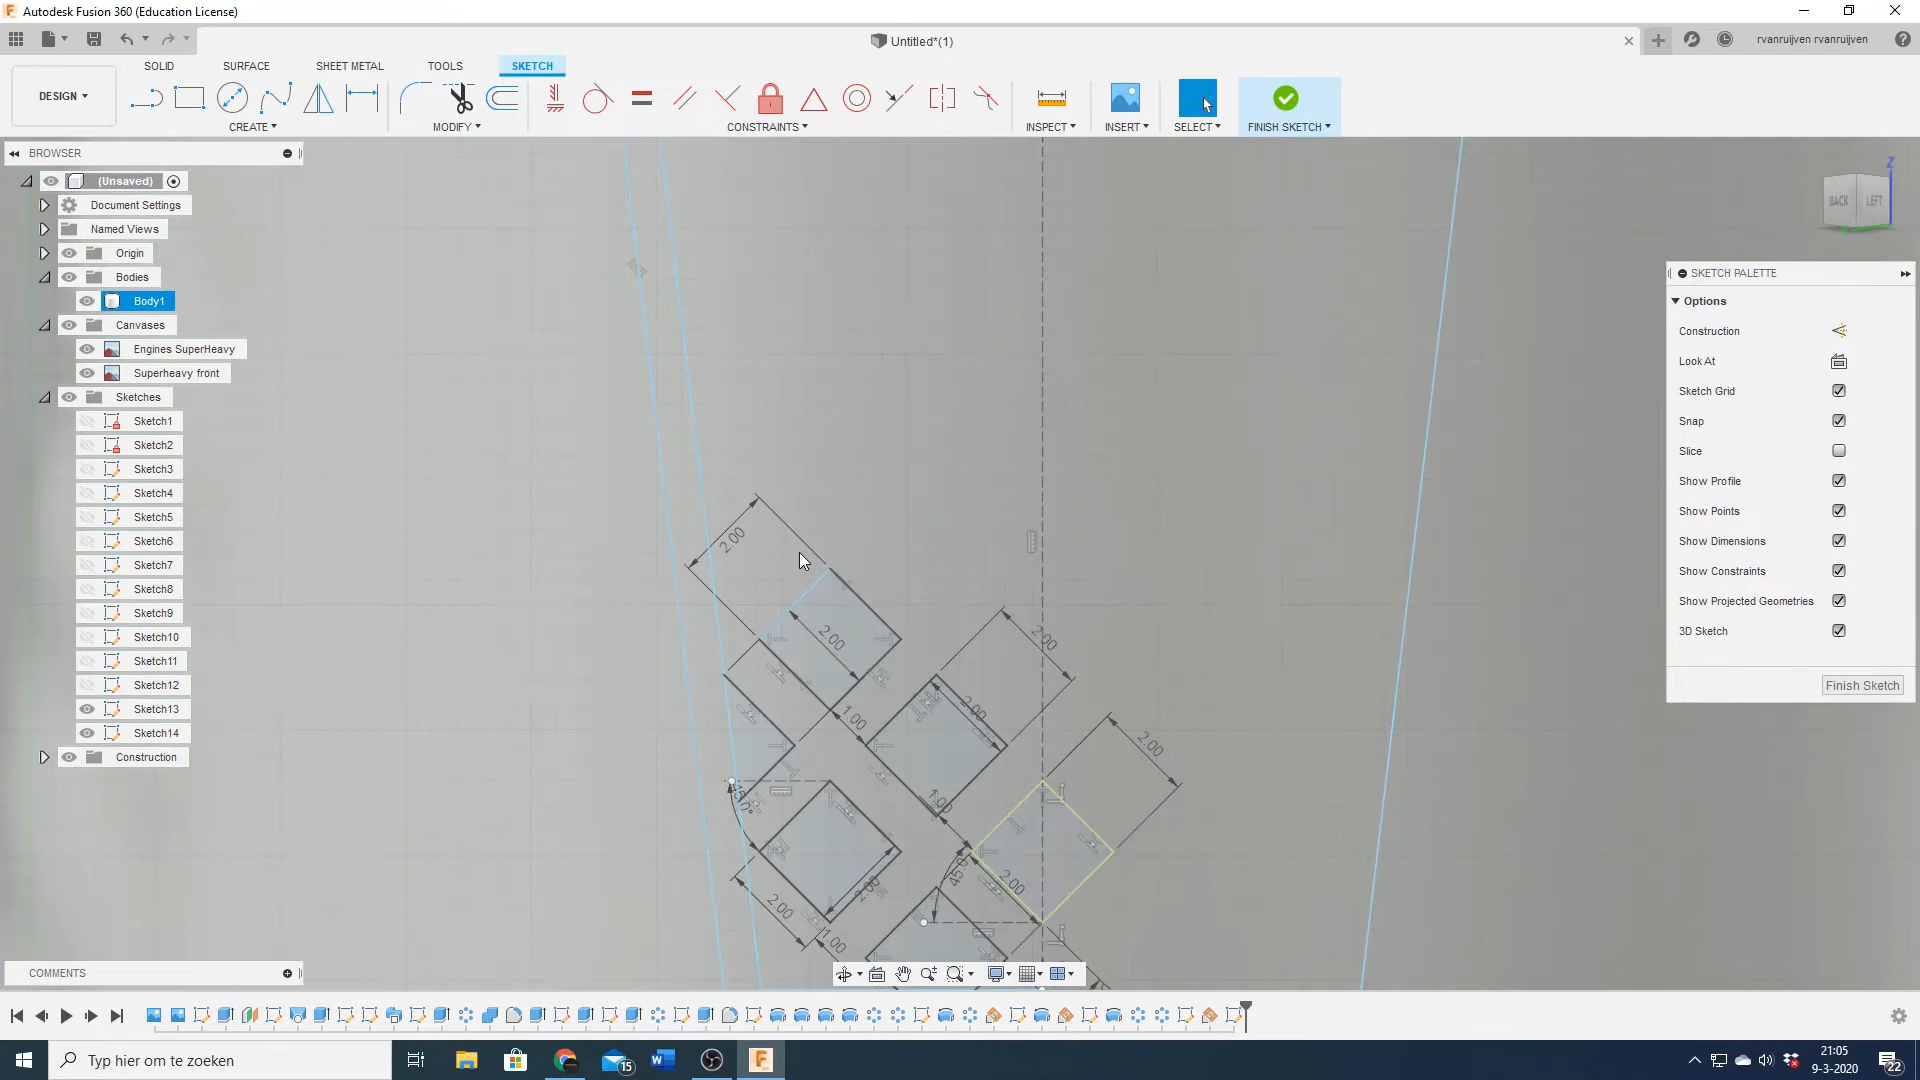 Autodesk Fusion 360 (Education License)
Untitled*(1)
rvanruijven rvanruijven
DESIGN
SOLID
SURFACE
SHEET METAL
TOOLS
SKETCH
CREATE
MODIFY
CONSTRAINTS
INSPECT
INSERT
SELECT
FINISH SKETCH
BROWSER
(Unsaved)
Document Settings
Named Views
Origin
Bodies
Body1
Canvases
Engines SuperHeavy
Superheavy front
Sketches
Sketch1
Sketch2
Sketch3
Sketch4
Sketch5
Sketch6
Sketch7
Sketch8
Sketch9
Sketch10
Sketch11
Sketch12
Sketch13
Sketch14
Construction
COMMENTS
Z
BACK
LEFT
SKETCH PALETTE
Options
Construction
Look At
Sketch Grid
Snap
Slice
Show Profile
Show Points
Show Dimensions
Show Constraints
Show Projected Geometries
3D Sketch
Finish Sketch
2.00
2.00
2.00
1.00
2.00
2.00
1.00
2.00
2.00
2.00
1.00
Typ hier om te zoeken
15
21:05
9-3-2020
22